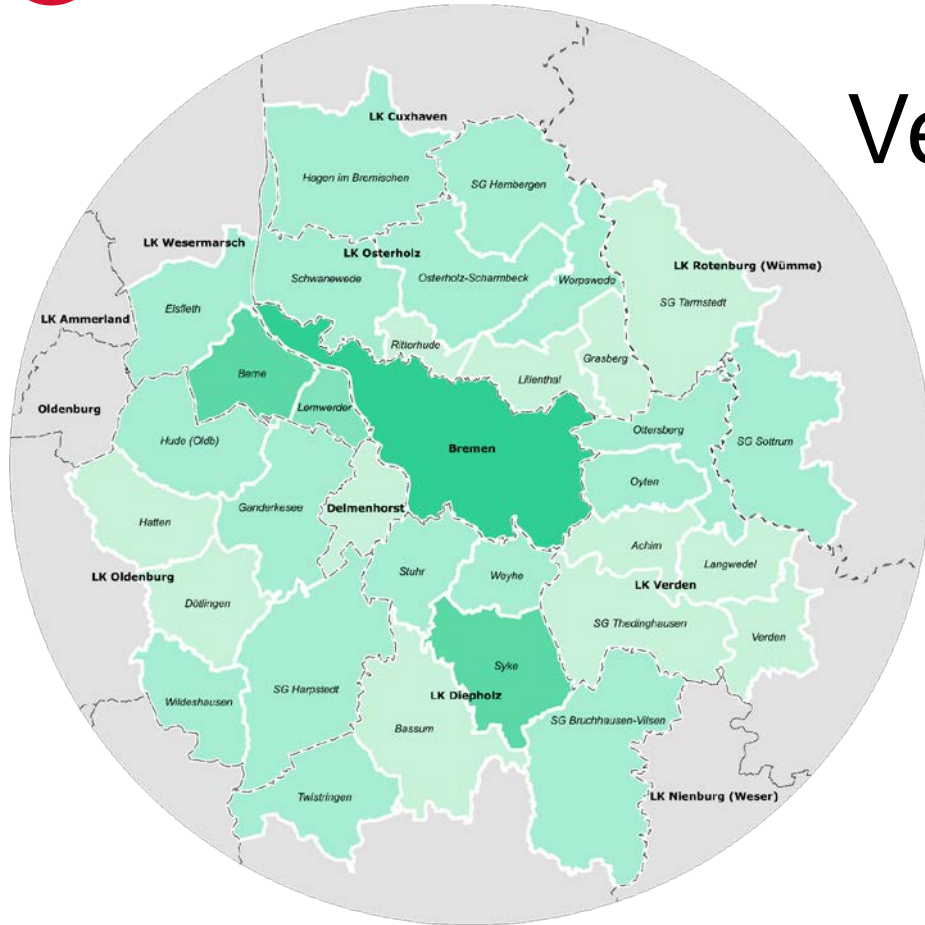 Ve
LK Cuxhaven
Hagen im Bremischen
SG Hambergen
LK Wesermarsch
LK Osterholz
LK Rotenburg (Wümme)
Schwanewede
Osterholz-Scharmbeck
Worpswede
SG Tarmstedt
Elsfleth
LK Ammerland
Ritterhude
Grasberg
Berne
Lilienthal
Lemwerder
Oldenburg
Ottersberg
Hude (Oldb)
Bremen
SG Sottrum
Oyten
Ganderkesee
Delmenhorst
Hatten
Achim
Langwedel
Stuhr
Weyhe
LK Oldenburg
LK Verden
Dötlingen
SG Thedinghausen
Verden
Syke
SG Harpstedt
LK Diepholz
Wildeshausen
SG Bruchhausen-Vilsen
Bassum
Twistringen
LK Nienburg (Weser)